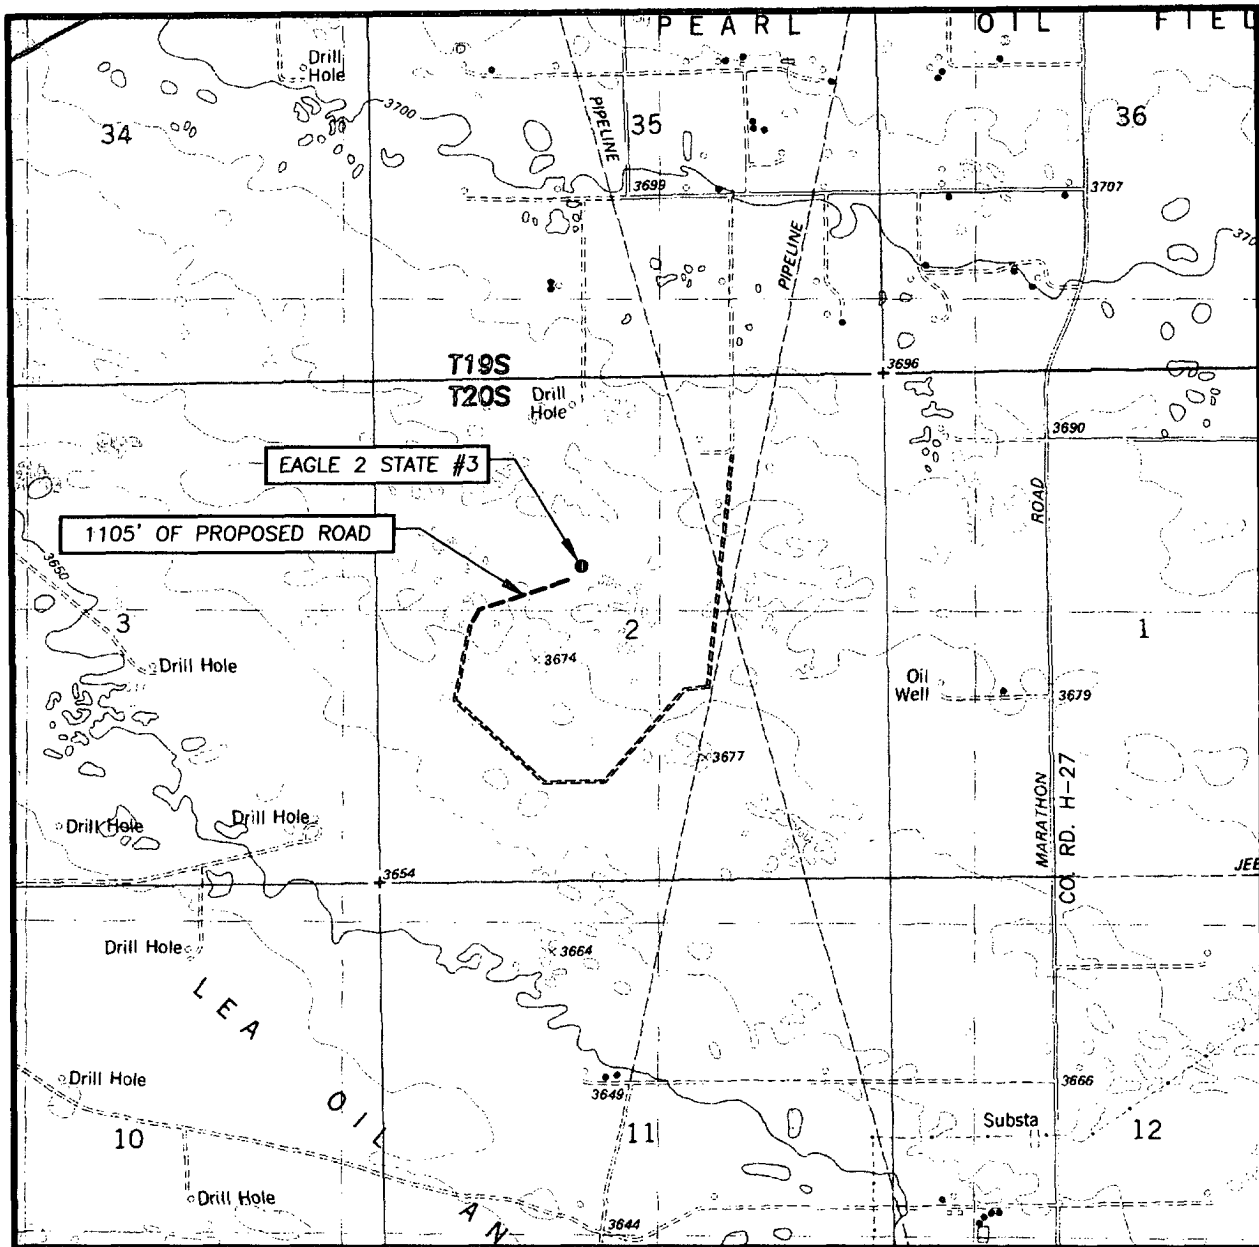 PEARL OIL FIEL
Drill
Hole
3700
PIPELINE
34
35
36
3699
3707
PIPELINE
370
T19S
3696
T20S
Drill
Hole
3690
EAGLE 2 STATE #3
ROAD
1105' OF PROPOSED ROAD
3650
3
2
1
3674
Drill Hole
Oil
Well
3679
3677
MARATHON
CO. RD. H-27
Drill Hole
Drill Hole
JEE
3654
3664
Drill Hole
LEA OIL AN
Drill Hole
3649
3666
Substa
10
11
12
Drill Hole
3644